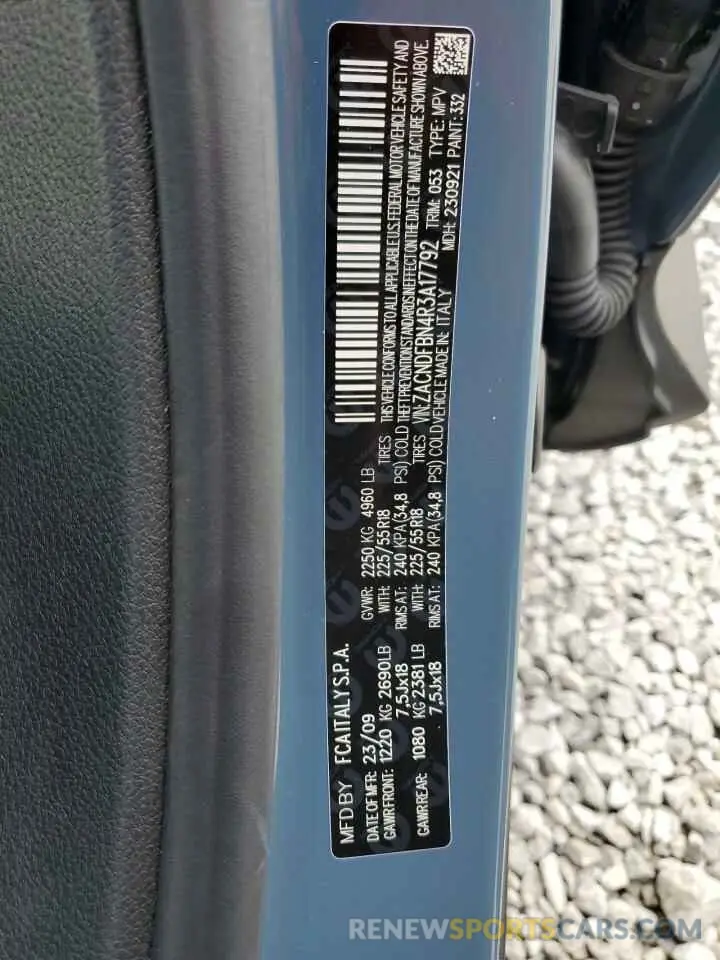 MFD BY FCA ITALY S.P.A.
DATE OF MFR: 23/09 GVWR: 2250 KG 4960 LB
GAWR FRONT: 1220 KG 2690LB WITH: 225/55R18 TIRES
7,5Jx18 RIMS AT: 240 KPA(34,8 PSI) COLD
GAWR REAR: 1080 KG 2381 LB WITH: 225/55R18 TIRES
7,5Jx18 RIMS AT: 240 KPA(34,8 PSI) COLD
THIS VEHICLE CONFORMS TO ALL APPLICABLE U.S. FEDERAL MOTOR VEHICLE SAFETY AND
THEFT PREVENTION STANDARDS IN EFFECT ON THE DATE OF MANUFACTURE SHOWN ABOVE.
VIN: ZACNDFBN4R3A17792 TRIM: 053 TYPE: MPV
VEHICLE MADE IN: ITALY MDH: 230921 PAINT: 332
RENEWSPORTSCARS.COM